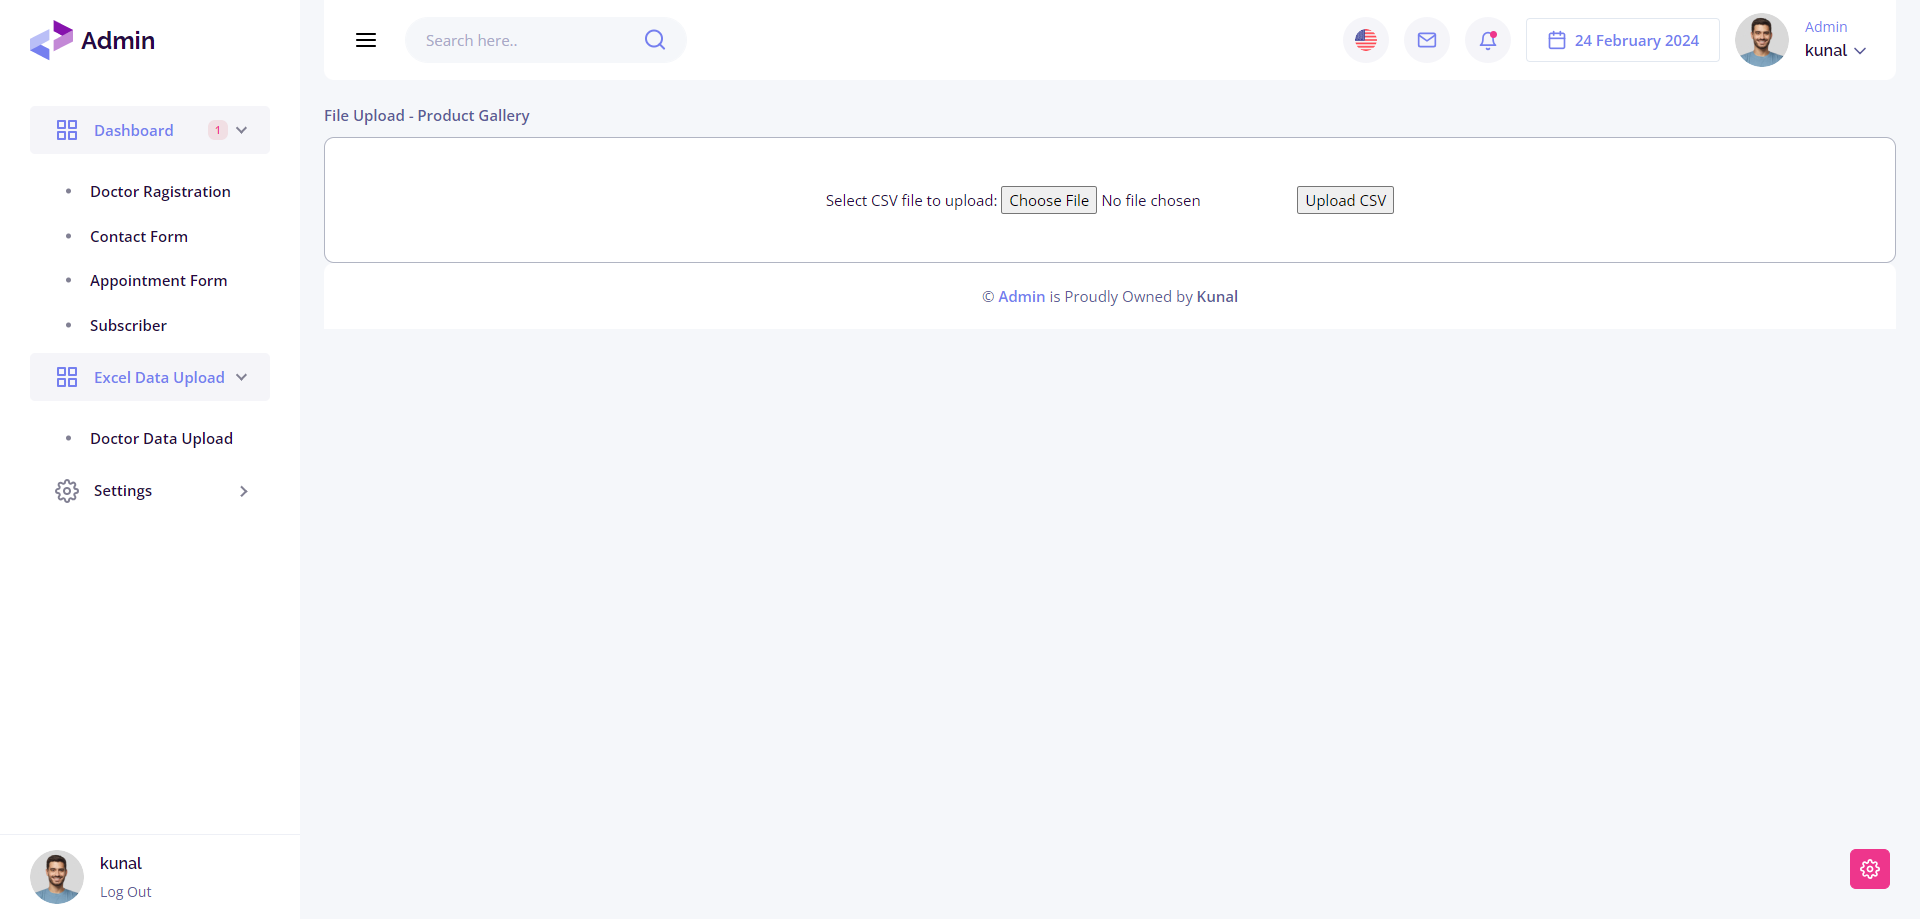 Admin
Search here..
24 February 2024
Admin
kunal
Dashboard 1
Doctor Ragistration
Contact Form
Appointment Form
Subscriber
Excel Data Upload
Doctor Data Upload
Settings
kunal
Log Out
File Upload - Product Gallery
Select CSV file to upload: Choose File No file chosen Upload CSV
© Admin is Proudly Owned by Kunal